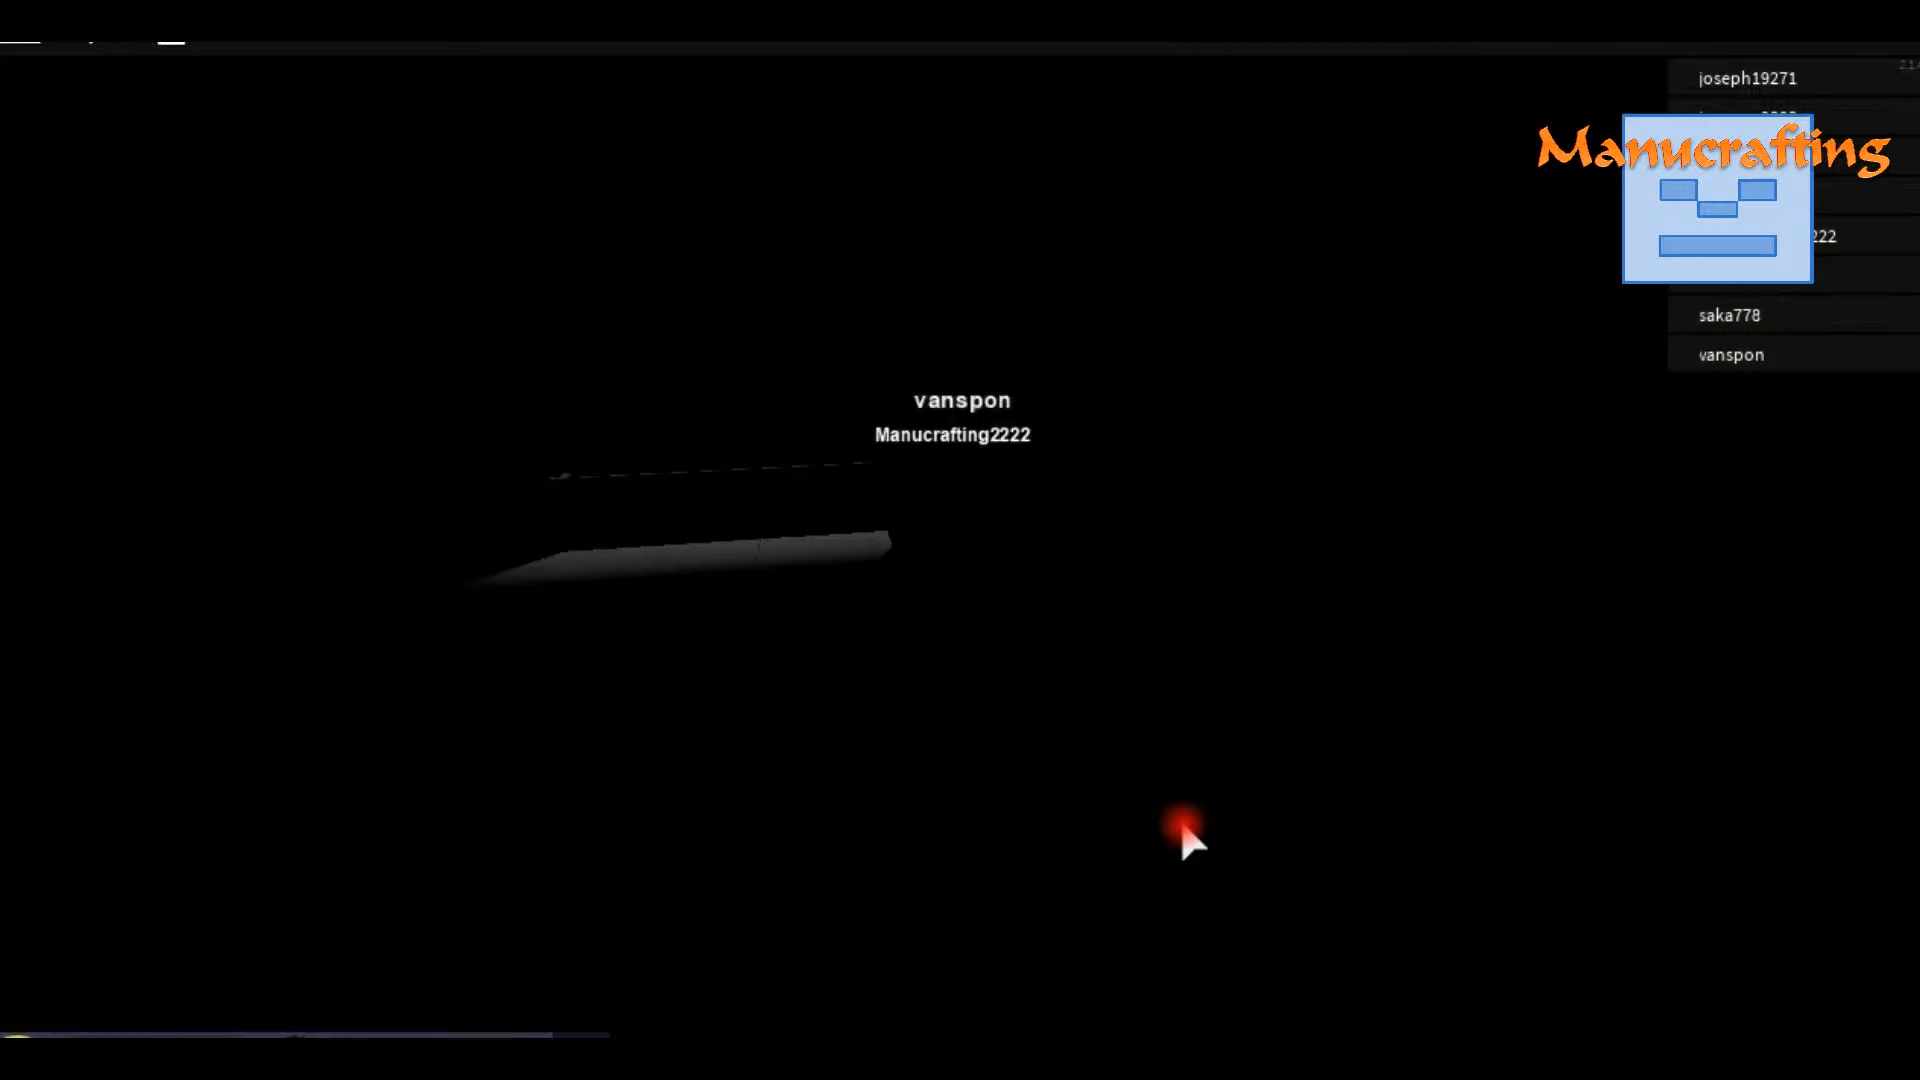 joseph19271
Manucrafting
222
saka778
vanspon
vanspon
Manucrafting2222